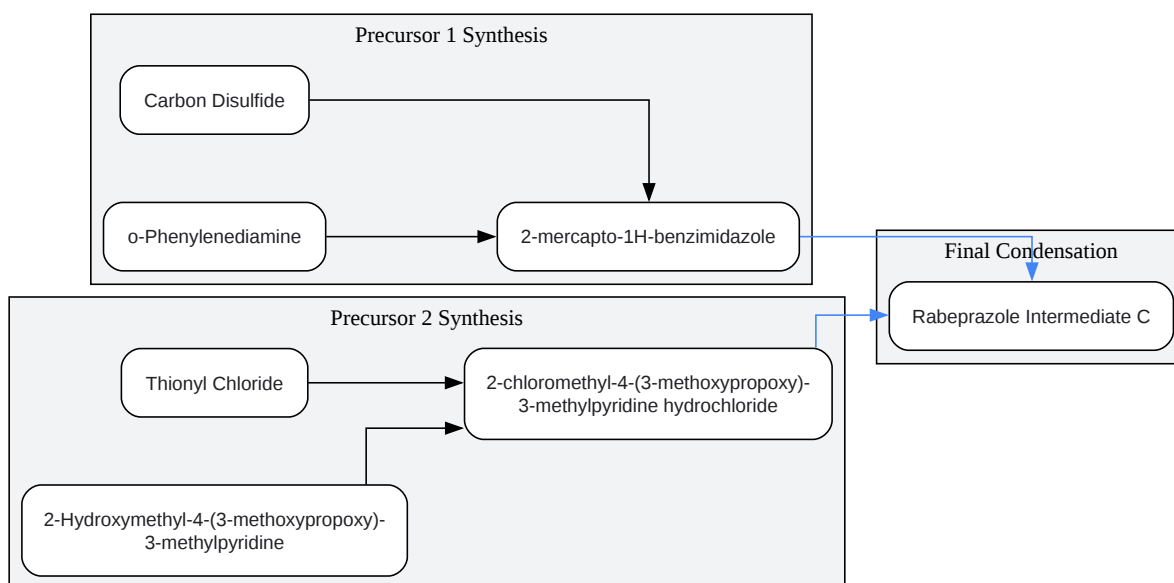 Precursor 1 Synthesis
Carbon Disulfide
o-Phenylenediamine
2-mercapto-1H-benzimidazole
Final Condensation
Rabeprazole Intermediate C
Precursor 2 Synthesis
Thionyl Chloride
2-chloromethyl-4-(3-methoxypropoxy)-
3-methylpyridine hydrochloride
2-Hydroxymethyl-4-(3-methoxypropoxy)-
3-methylpyridine